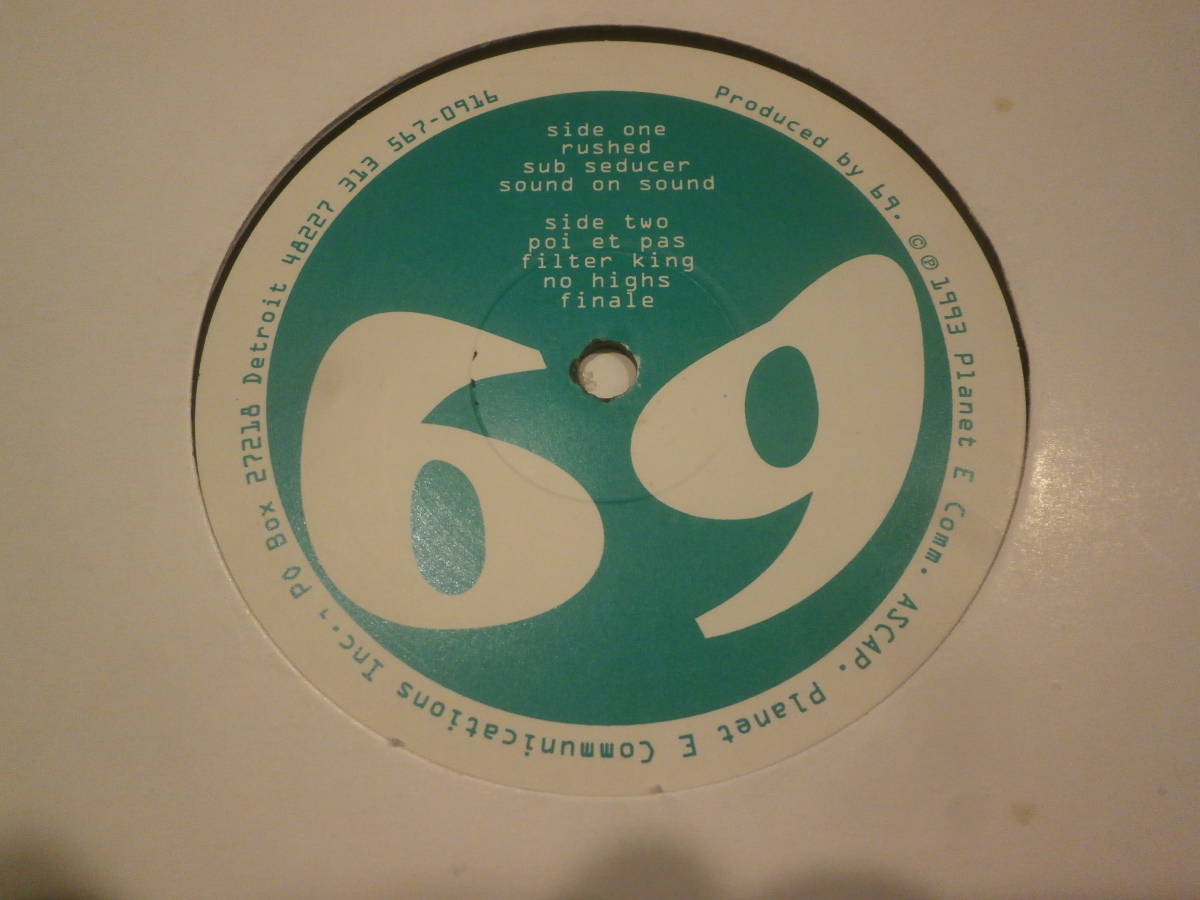 side one
rushed
sub seducer
sound on sound
side two
poi et pas
filter king
no highs
finale
69
Produced by 69. © ℗ 1993 Planet E Comm. ASCAP. Planet E Communications Inc., PO Box 27218 Detroit 48227 313 567-0916